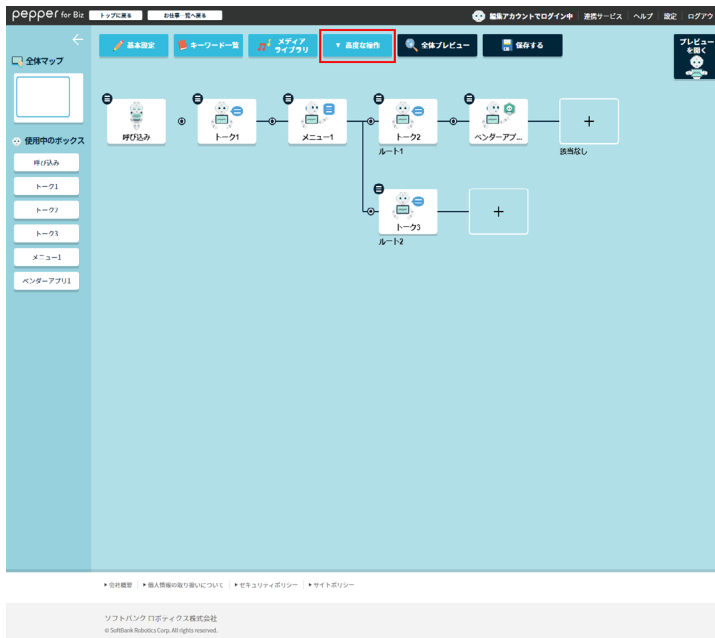 pepper for Biz トップに戻る お仕事一覧へ戻る 編集アカウントでログイン中 連携サービス ヘルプ 設定 ログアウ
基本設定 キーワード一覧 メディア
ライブラリ ▼ 高度な操作 全体プレビュー 保存する プレビュー
を開く
全体マップ
使用中のボックス
呼び込み
トーク1
トーク2
トーク3
メニュー1
ベンダーアプリ1
呼び込み トーク1 メニュー1 トーク2 ベンダーアプ...
ルート1 該当なし
トーク3
ルート2
▶会社概要 ▶個人情報の取り扱いについて ▶セキュリティポリシー ▶サイトポリシー
ソフトバンク ロボティクス株式会社
© SoftBank Robotics Corp. All rights reserved.